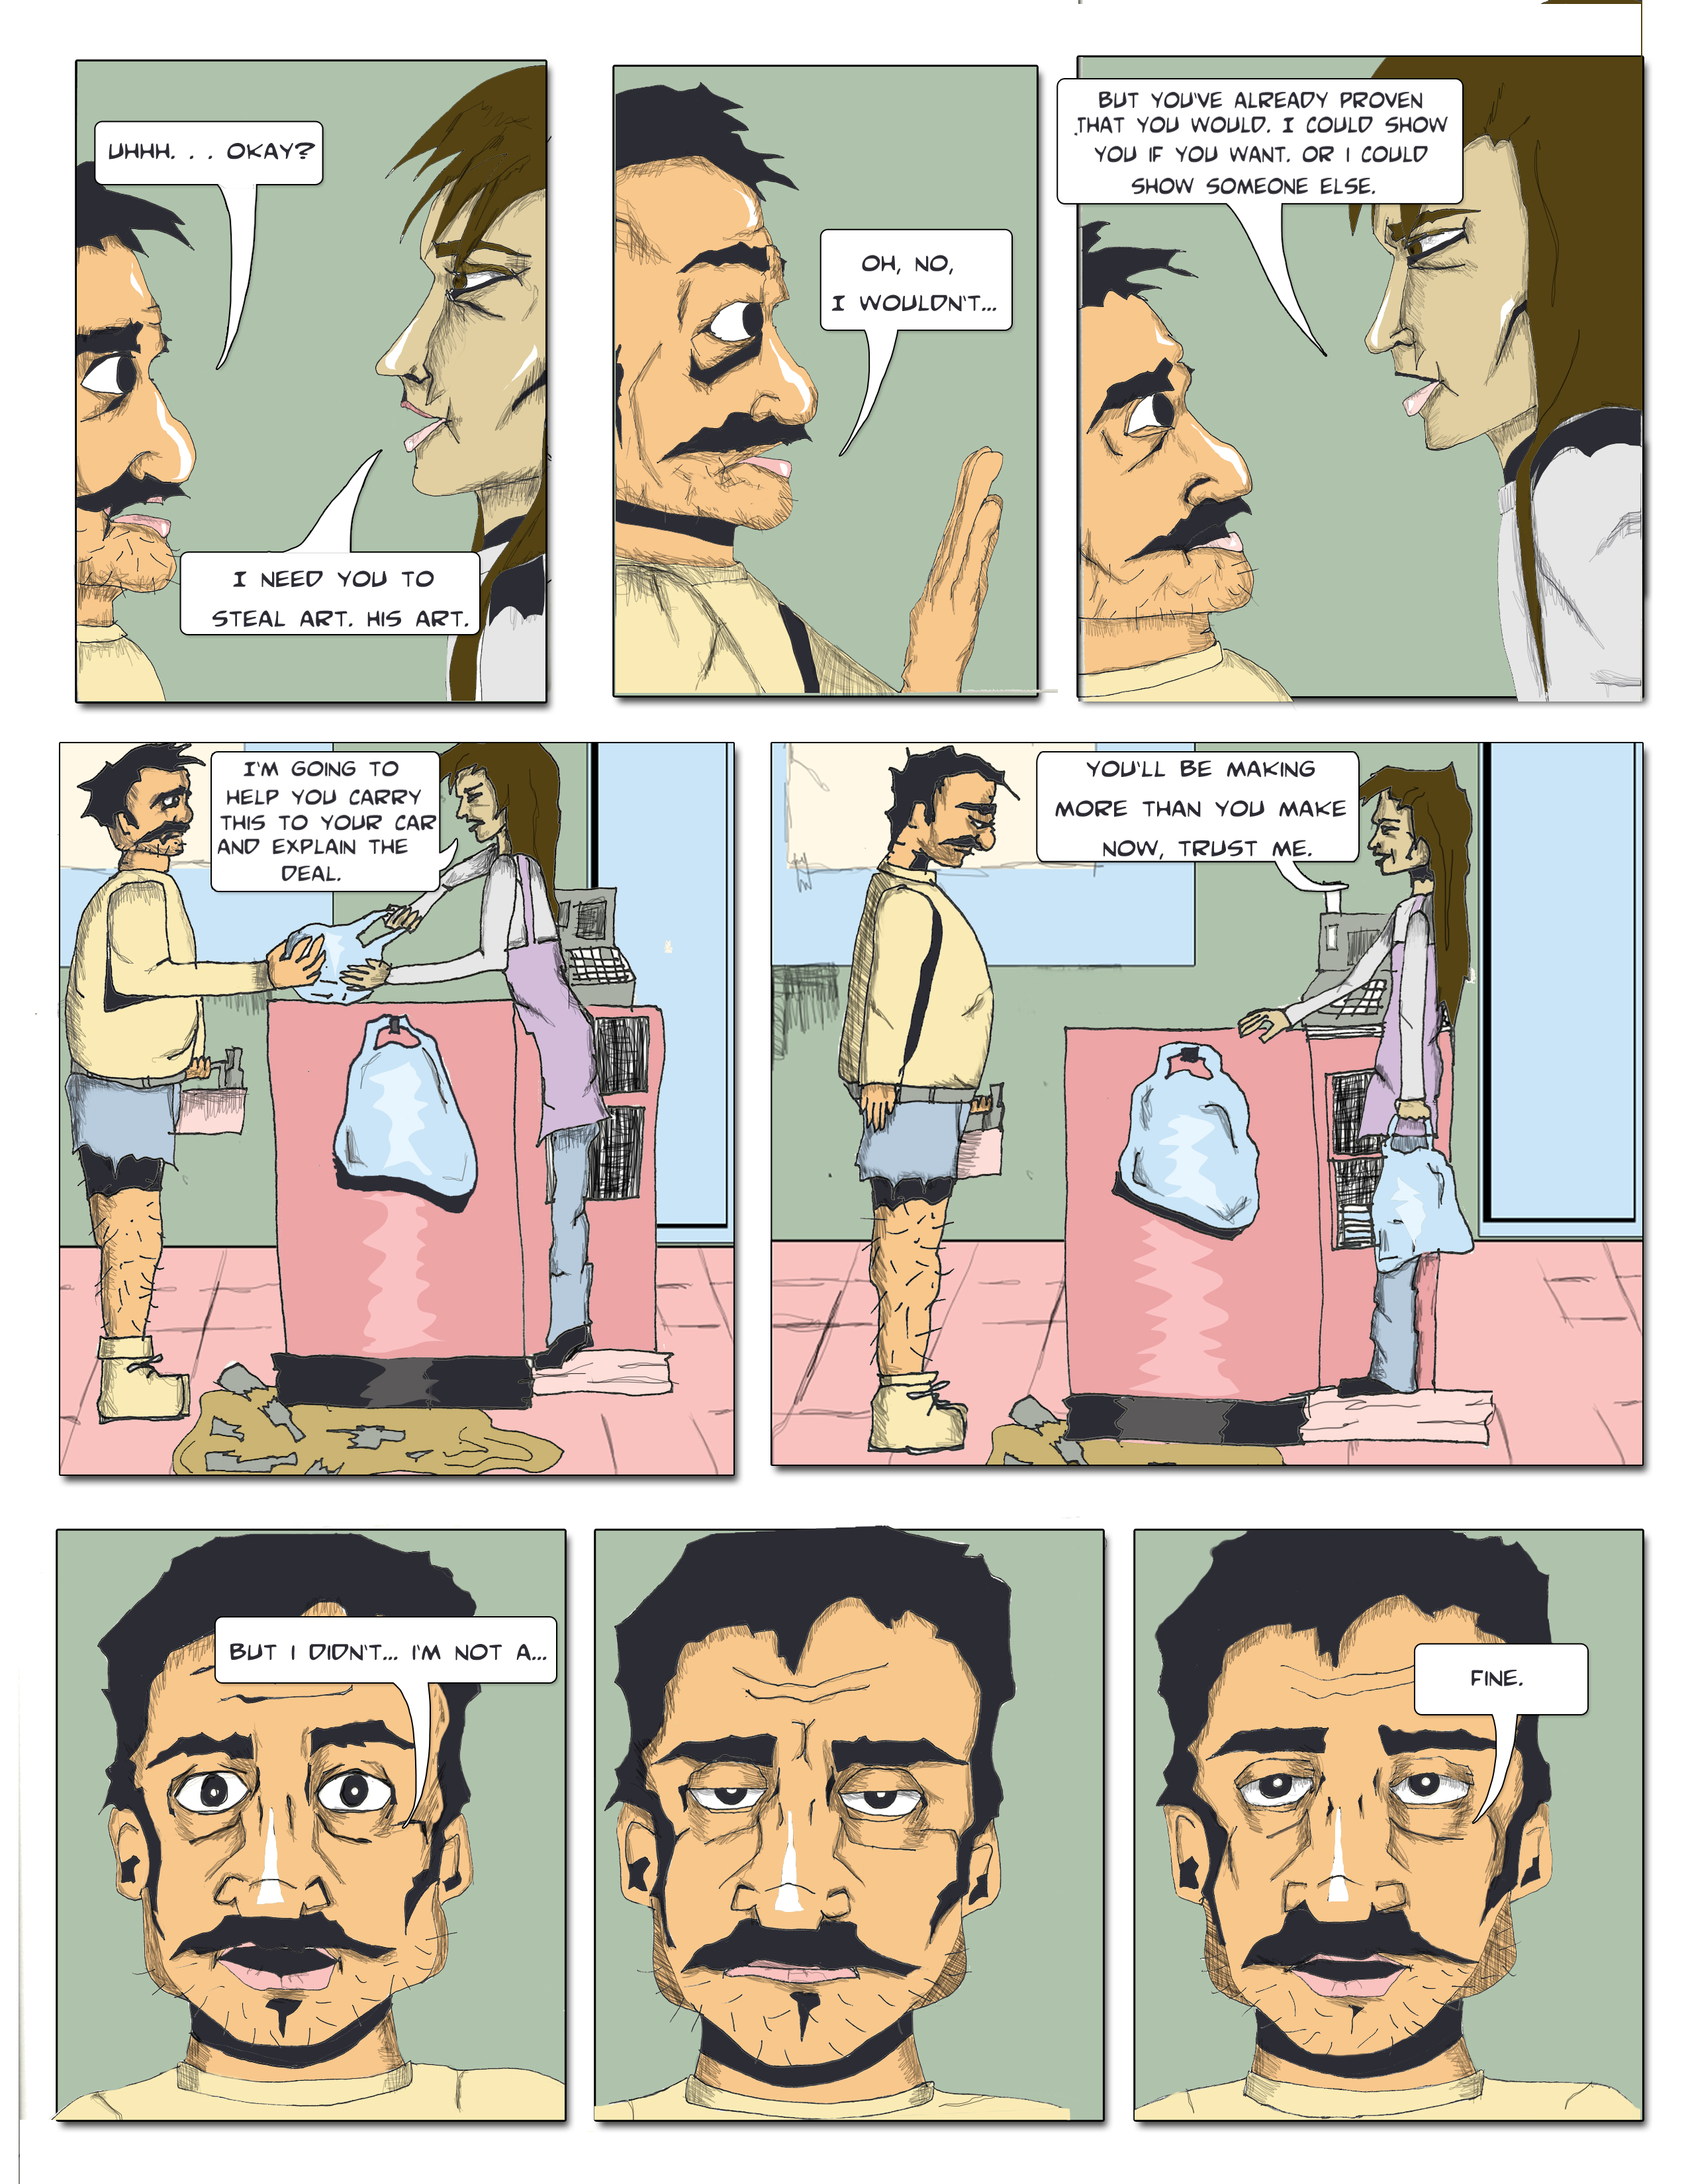 UHHH. . . OKAY?
I NEED YOU TO
STEAL ART. HIS ART.
OH, NO,
I WOULDN'T...
BUT YOU'VE ALREADY PROVEN
THAT YOU WOULD. I COULD SHOW
YOU IF YOU WANT. OR I COULD
SHOW SOMEONE ELSE.
I'M GOING TO
HELP YOU CARRY
THIS TO YOUR CAR
AND EXPLAIN THE
DEAL.
YOU'LL BE MAKING
MORE THAN YOU MAKE
NOW, TRUST ME.
BUT I DIDN'T... I'M NOT A...
FINE.